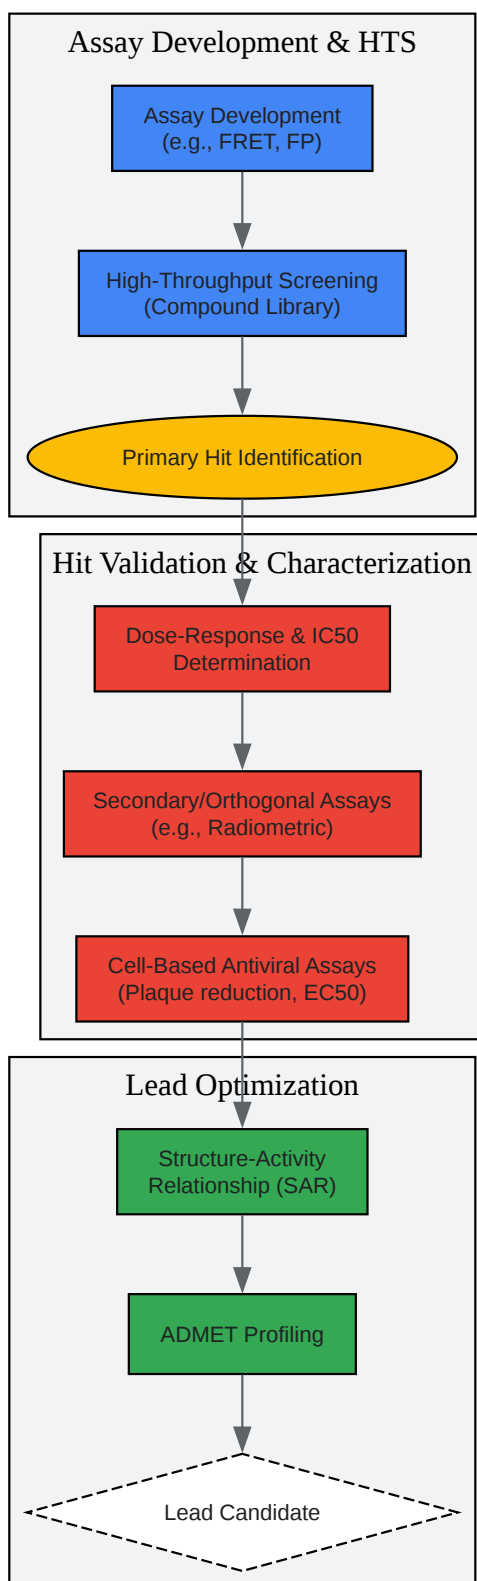 Assay Development & HTS
Assay Development
(e.g., FRET, FP)
High-Throughput Screening
(Compound Library)
Primary Hit Identification
Hit Validation & Characterization
Dose-Response & IC50
Determination
Secondary/Orthogonal Assays
(e.g., Radiometric)
Cell-Based Antiviral Assays
(Plaque reduction, EC50)
Lead Optimization
Structure-Activity
Relationship (SAR)
ADMET Profiling
Lead Candidate